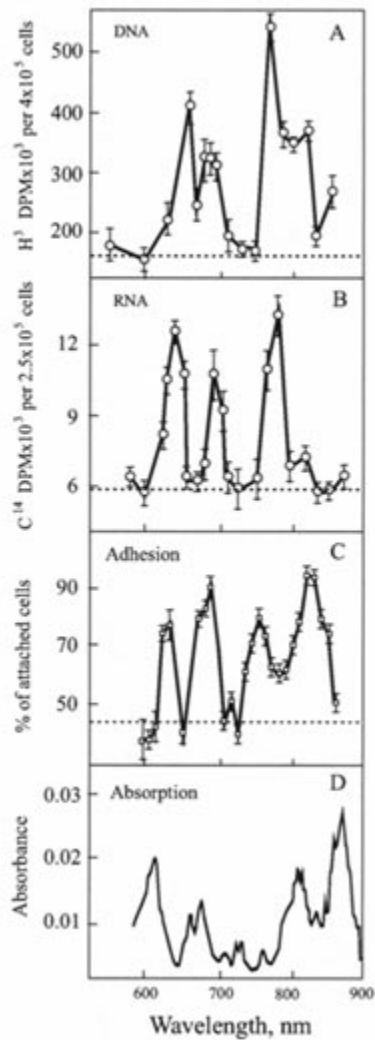 DNA
A
500
400
300
200
H³ DPMx10³ per 4x10⁵ cells
RNA
B
12
9
6
C¹⁴ DPMx10³ per 2.5x10⁵ cells
Adhesion
C
90
70
50
% of attached cells
Absorption
D
0.03
0.02
0.01
Absorbance
600
700
800
900
Wavelength, nm